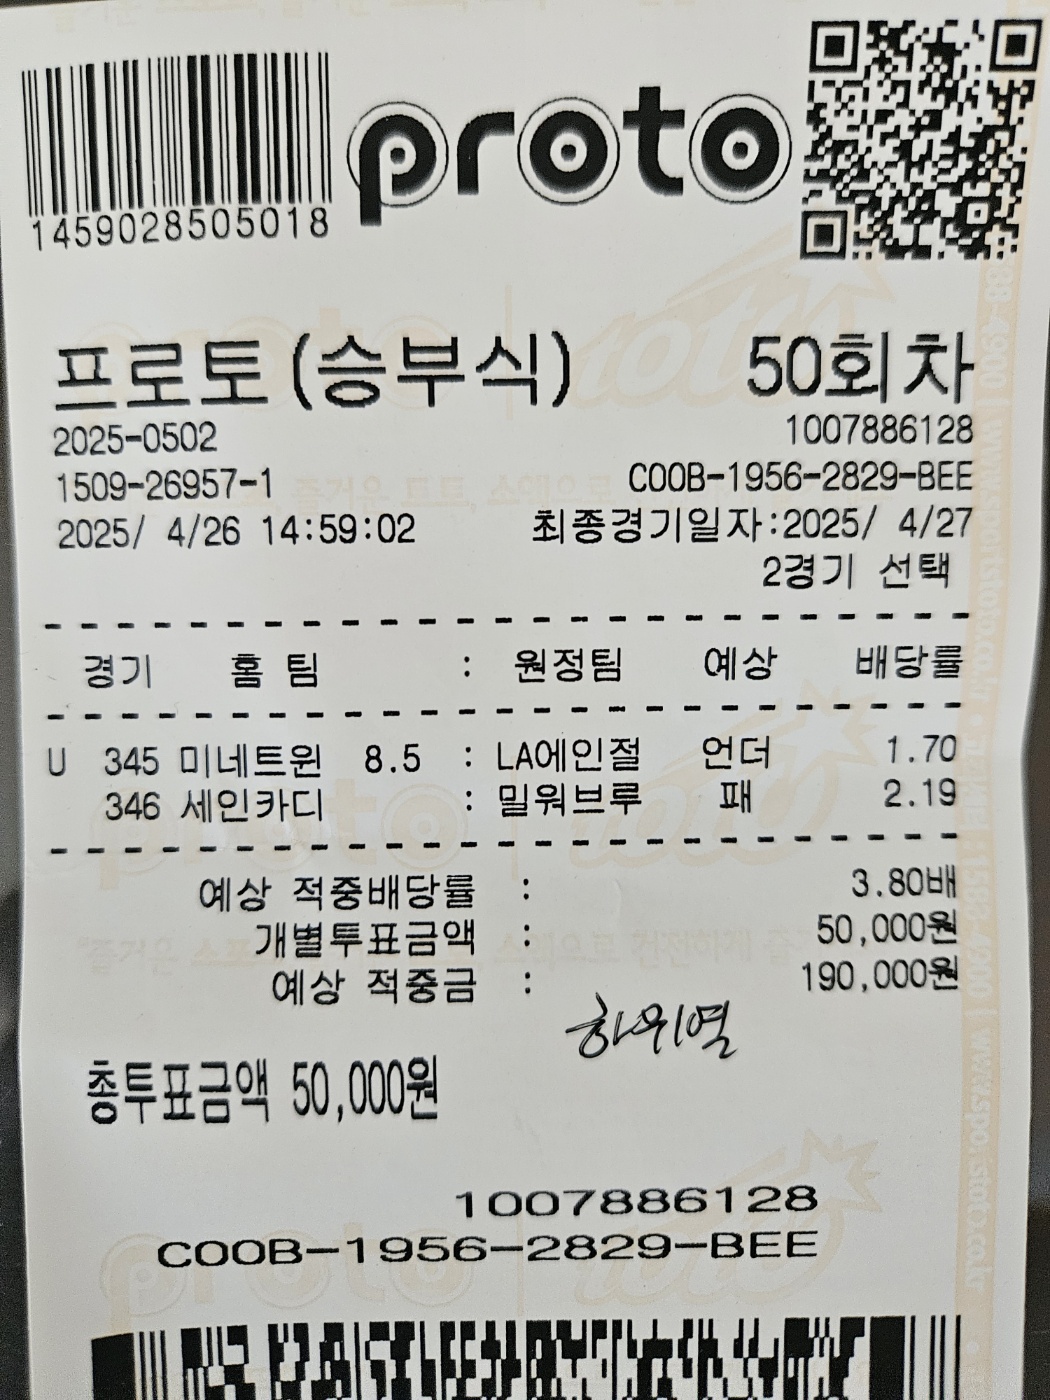 proto
1459028505018
프로토(승부식) 50회차
2025-0502 1007886128
1509-26957-1 C00B-1956-2829-BEE
2025/ 4/26 14:59:02 최종경기일자:2025/ 4/27
2경기 선택
경기 홈 팀 : 원정팀 예상 배당률
U 345 미네트윈 8.5 : LA에인절 언더 1.70
346 세인카디 : 밀워브루 패 2.19
예상 적중배당률 : 3.80배
개별투표금액 : 50,000원
예상 적중금 : 190,000원
총투표금액 50,000원
1007886128
C00B-1956-2829-BEE